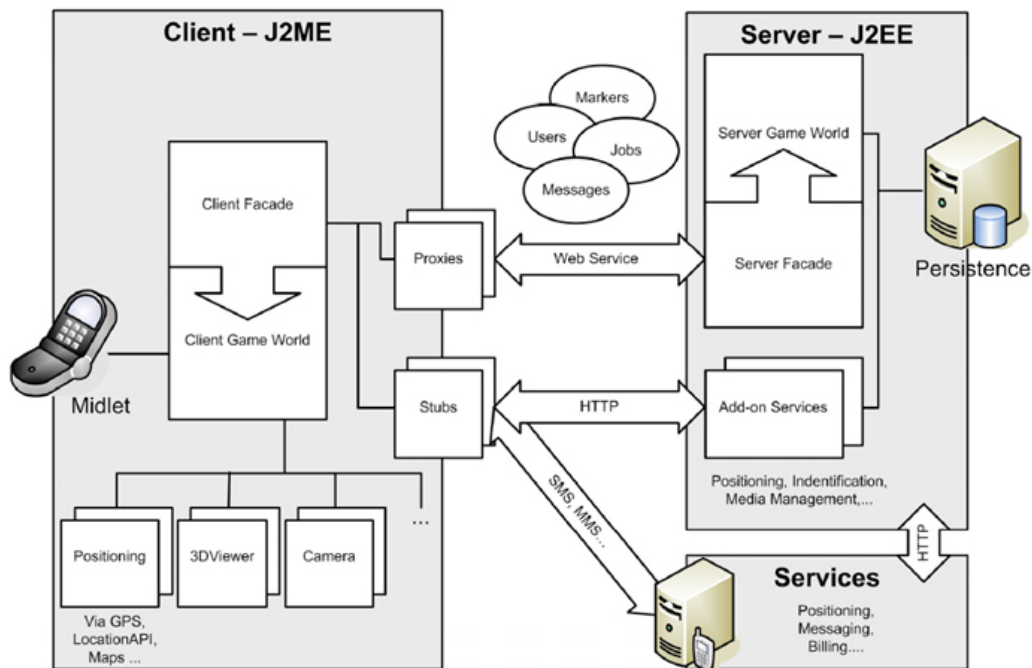 Client – J2ME
Server – J2EE
Markers
Users
Jobs
Messages
Client Facade
Client Game World
Proxies
Web Service
Server Game World
Server Facade
Persistence
Midlet
Stubs
HTTP
Add-on Services
Positioning, Indentification,
Media Management,...
SMS, MMS...
HTTP
Positioning
3DViewer
Camera
...
Via GPS,
LocationAPI,
Maps ...
Services
Positioning,
Messaging,
Billing....